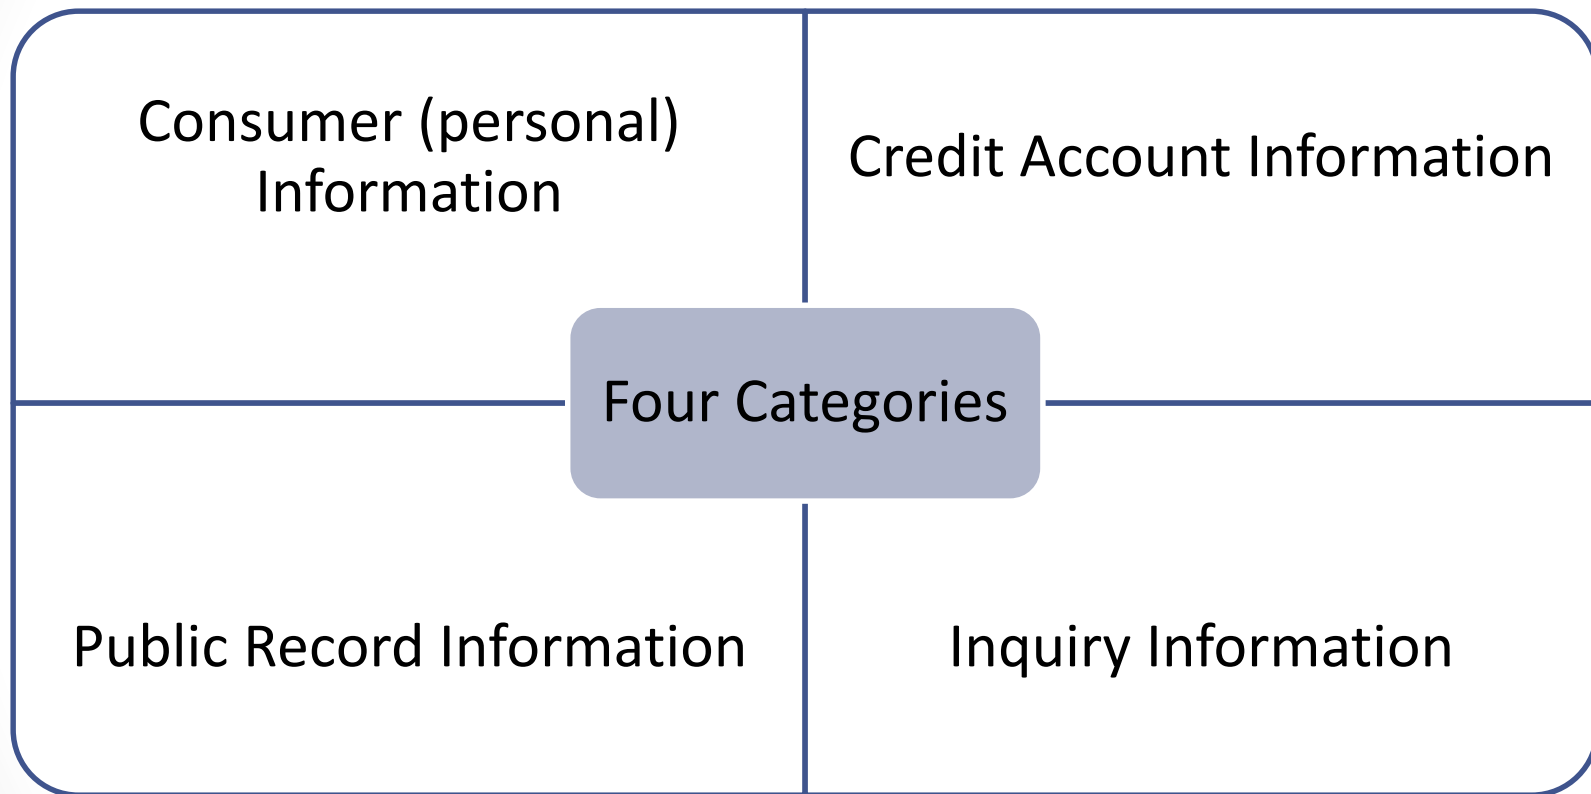 Consumer (personal)
Information
Credit Account Information
Four Categories
Public Record Information
Inquiry Information